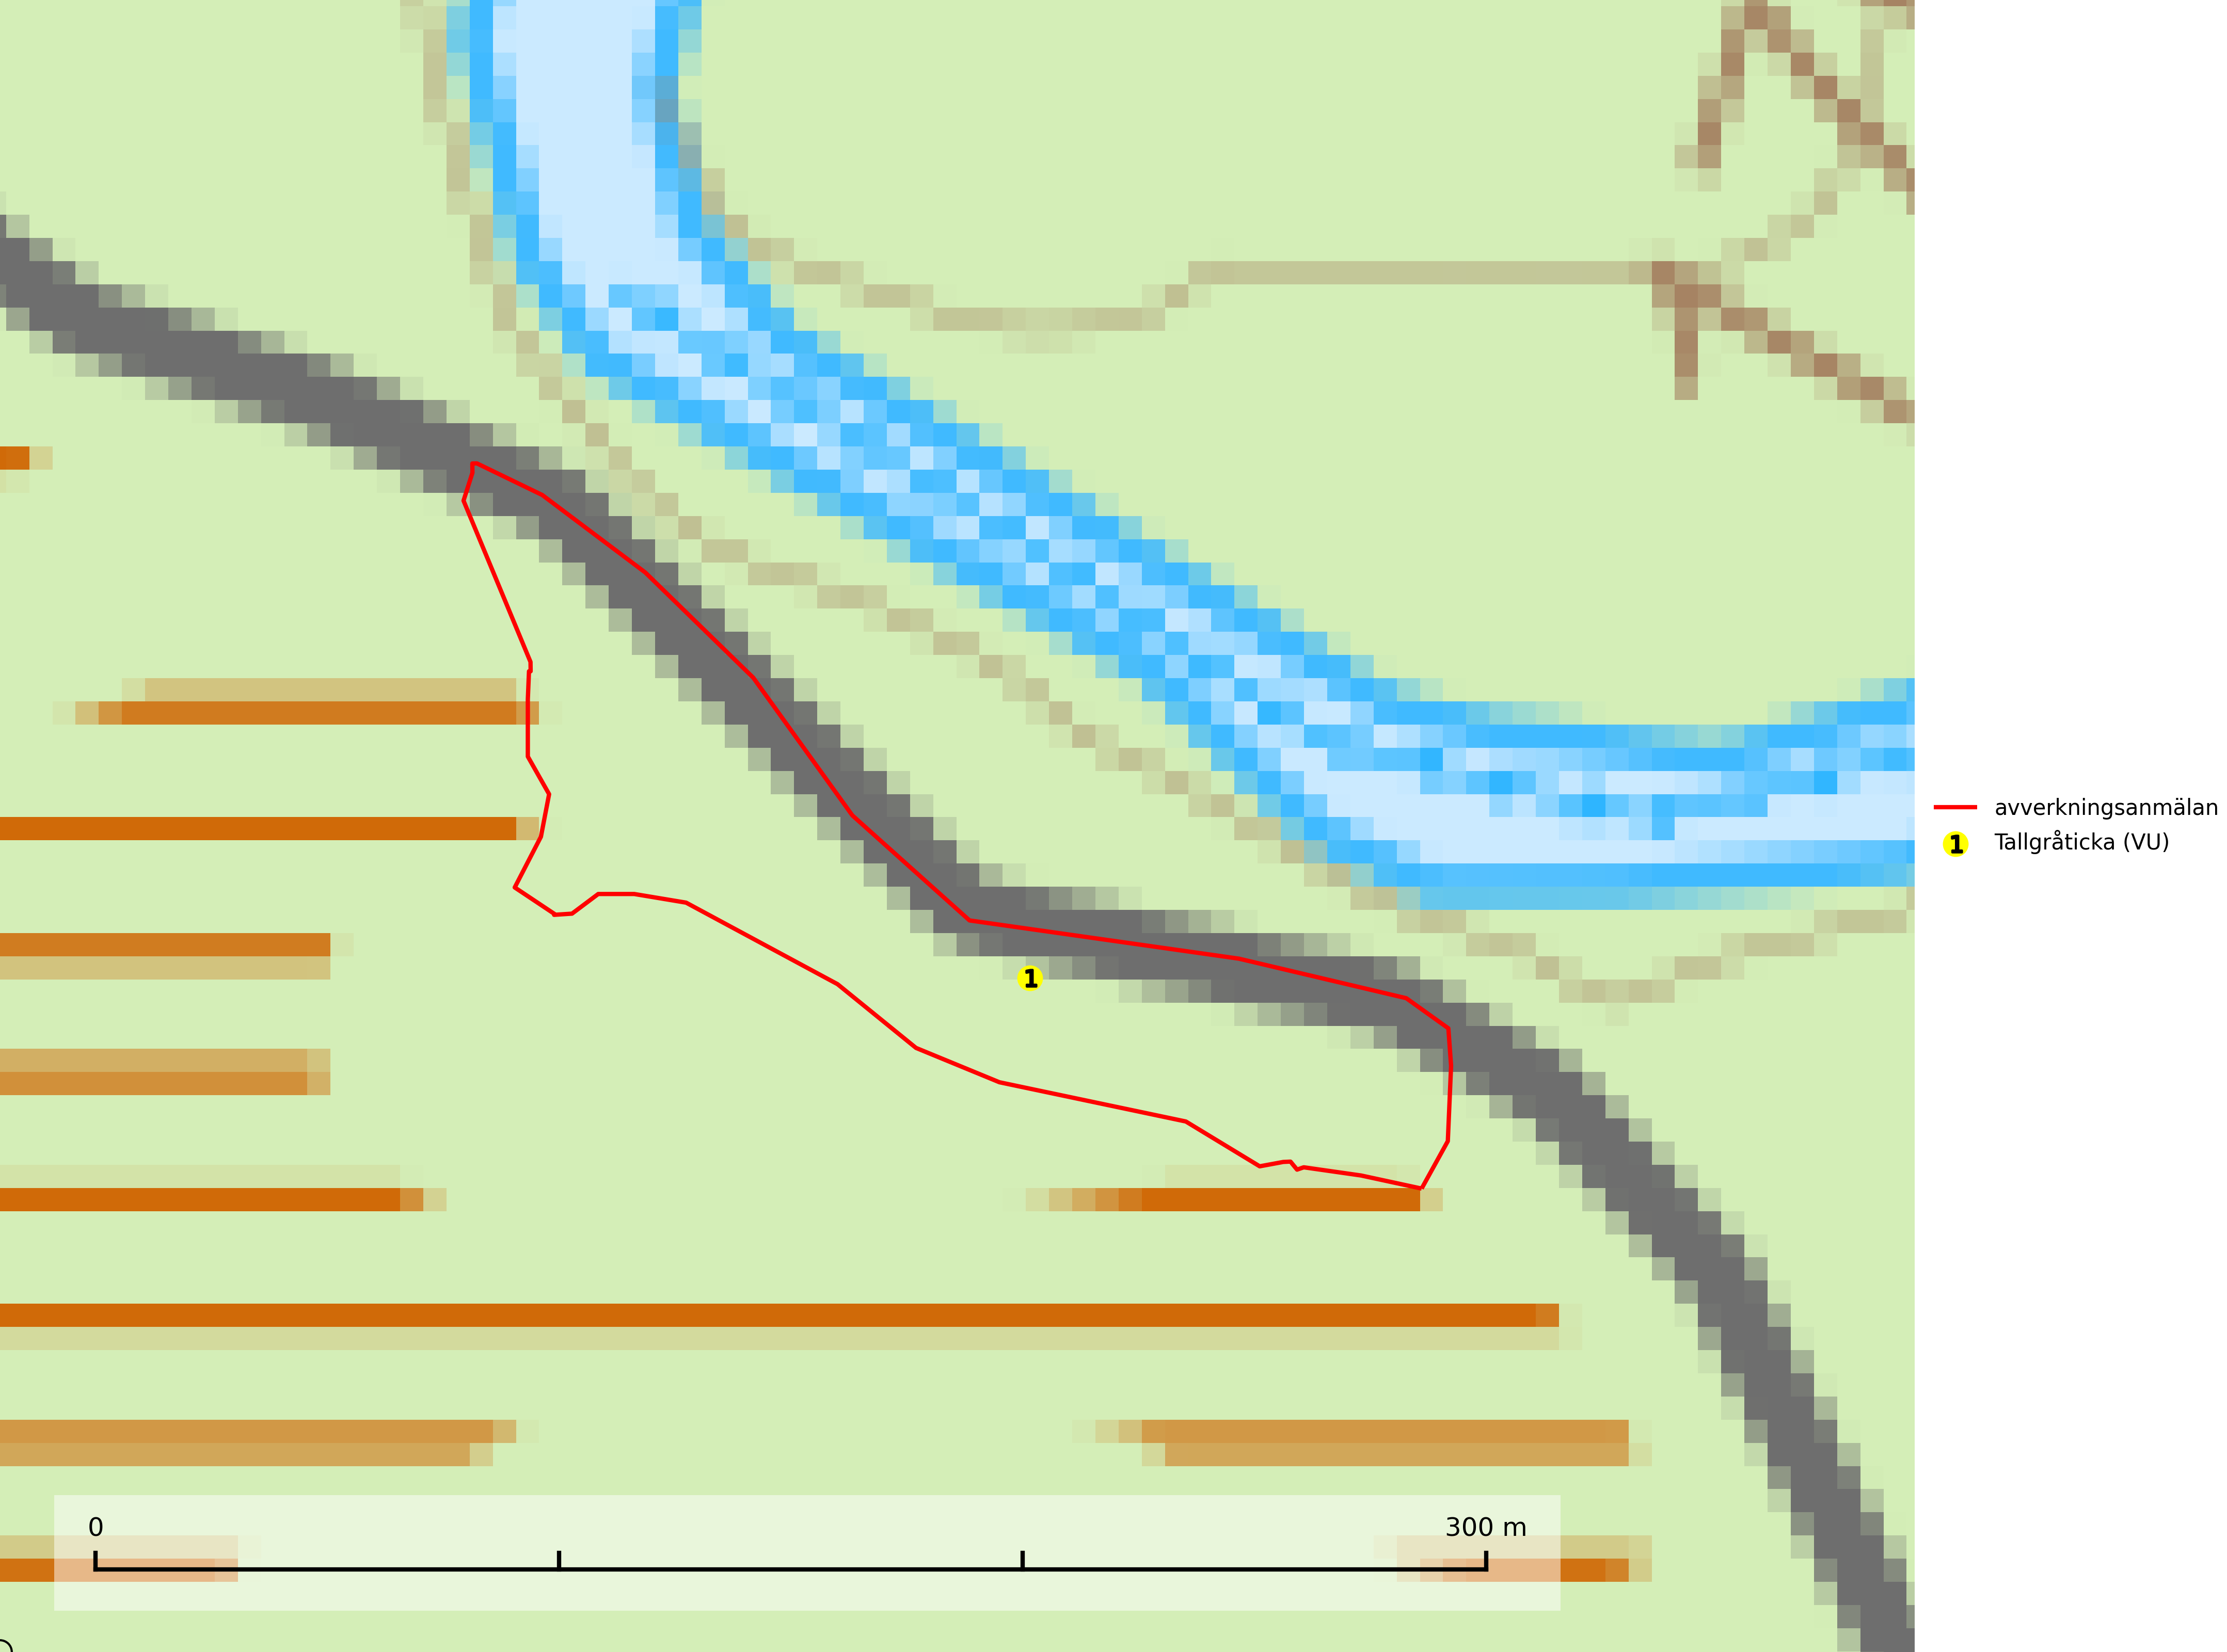 avverkningsanmälan
1 Tallgråticka (VU)
1
0 300 m